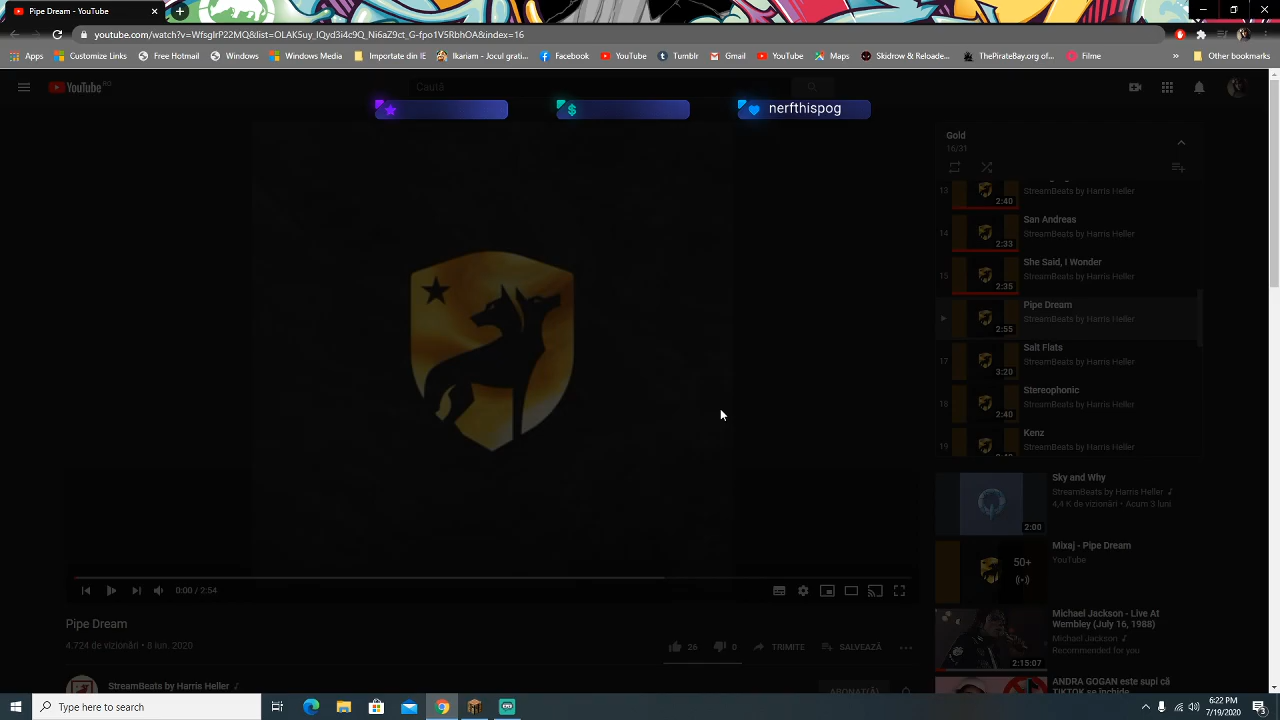 Pipe Dream - YouTube
youtube.com/watch?v=WfsglrP22MQ&list=OLAK5uy_lQyd3i4c9Q_Ni6aZ9ct_G-fpo1V5RbDOA&index=16
Apps
Customize Links
Free Hotmail
Windows
Windows Media
Importate din IE
Ikariam - Jocul grati...
Facebook
YouTube
Tumblr
Gmail
YouTube
Maps
Skidrow & Reloade...
ThePirateBay.org of...
Filme
»
Other bookmarks
YouTube RO
Caută
nerfthispog
Gold
16/31
13
2:40
StreamBeats by Harris Heller
14
2:33
San Andreas
StreamBeats by Harris Heller
15
2:35
She Said, I Wonder
StreamBeats by Harris Heller
2:55
Pipe Dream
StreamBeats by Harris Heller
17
3:20
Salt Flats
StreamBeats by Harris Heller
18
2:40
Stereophonic
StreamBeats by Harris Heller
19
Kenz
StreamBeats by Harris Heller
2:00
Sky and Why
StreamBeats by Harris Heller
4,4 K de vizionări • Acum 3 luni
50+
Mixaj - Pipe Dream
YouTube
2:15:07
Michael Jackson - Live At
Wembley (July 16, 1988)
Michael Jackson
Recommended for you
ANDRA GOGAN este supi că
TIKTOK se închide
0:00 / 2:54
Pipe Dream
4.724 de vizionări • 8 iun. 2020
26
0
TRIMITE
SALVEAZĂ
StreamBeats by Harris Heller
ABONAȚI(Ă)
Type here to search
6:22 PM
7/19/2020
3